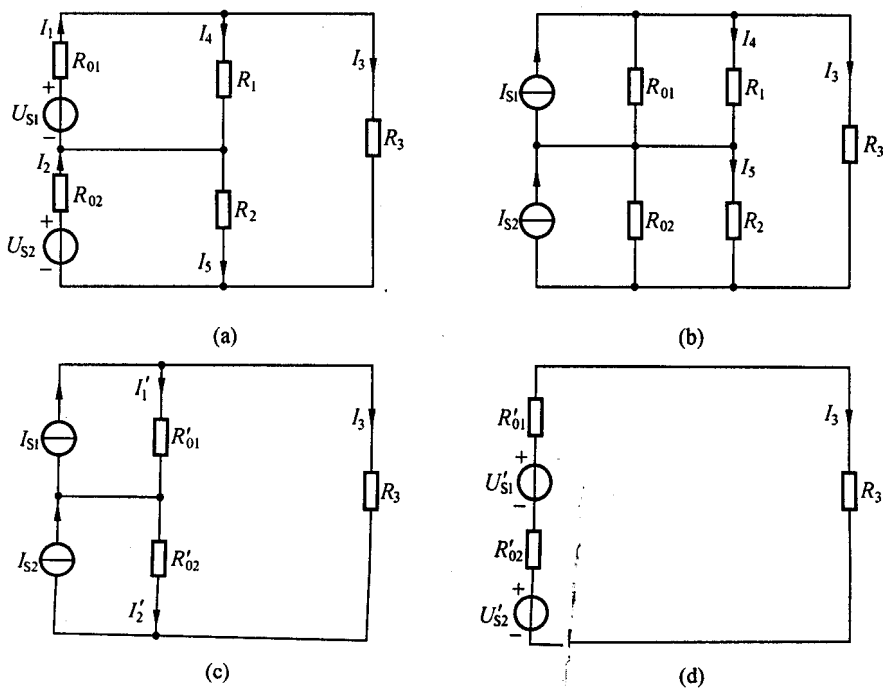 I1
I4
R01
R1
I3
+
US1
−
R3
I2
R02
R2
+
US2
−
I5
(a)
I4
I3
IS1
R01
R1
R3
I5
IS2
R02
R2
(b)
I1′
I3
IS1
R′01
R3
IS2
R′02
I2′
(c)
R′01
I3
+
U′S1
−
R3
R′02
+
U′S2
−
(d)